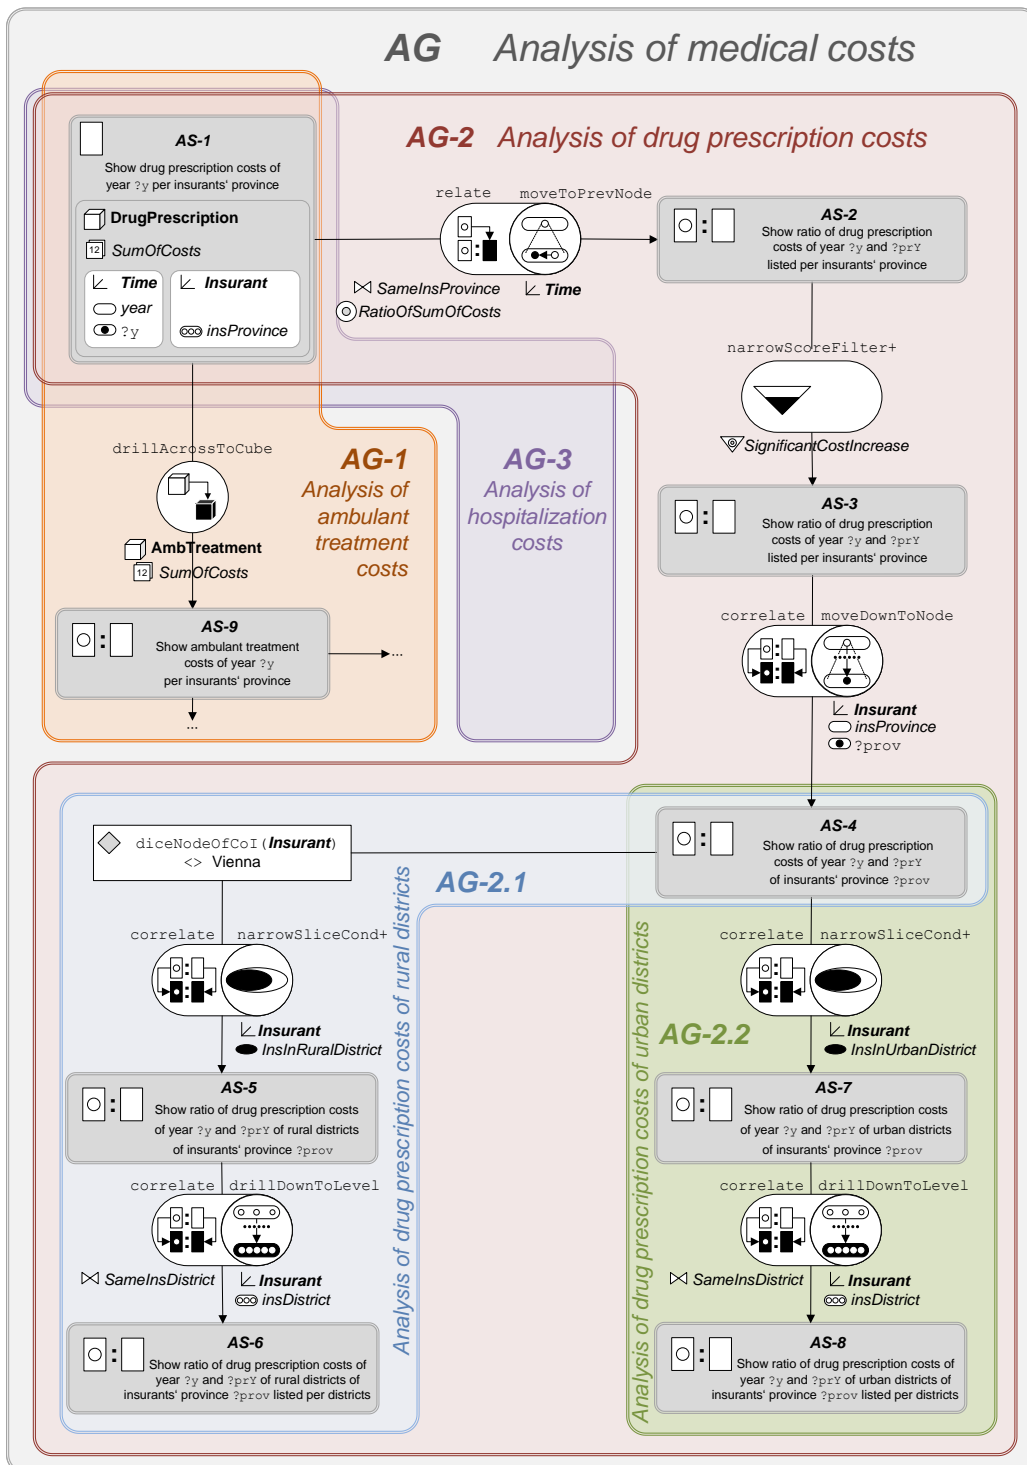 AG Analysis of medical costs
AG-2 Analysis of drug prescription costs
AS-1
Show drug prescription costs of
year ?y per insurants‘ province
DrugPrescription
12 SumOfCosts
Time
year
?y
Insurant
insProvince
relate moveToPrevNode
SameInsProvince
RatioOfSumOfCosts
Time
AS-2
Show ratio of drug prescription
costs of year ?y and ?prY
listed per insurants‘ province
narrowScoreFilter+
SignificantCostIncrease
drillAcrossToCube
AmbTreatment
12 SumOfCosts
AG-1
Analysis of
ambulant
treatment
costs
AG-3
Analysis of
hospitalization
costs
AS-3
Show ratio of drug prescription
costs of year ?y and ?prY
listed per insurants‘ province
AS-9
Show ambulant treatment
costs of year ?y
per insurants‘ province
...
...
correlate moveDownToNode
Insurant
insProvince
?prov
AS-4
Show ratio of drug prescription
costs of year ?y and ?prY
of insurants‘ province ?prov
diceNodeOfCoI(Insurant)
<> Vienna
AG-2.1
Analysis of drug prescription costs of rural districts
correlate narrowSliceCond+
Insurant
InsInRuralDistrict
AS-5
Show ratio of drug prescription costs
of year ?y and ?prY of rural districts
of insurants‘ province ?prov
correlate drillDownToLevel
SameInsDistrict
Insurant
insDistrict
AS-6
Show ratio of drug prescription costs of
year ?y and ?prY of rural districts of
insurants‘ province ?prov listed per districts
AG-2.2
Analysis of drug prescription costs of urban districts
correlate narrowSliceCond+
Insurant
InsInUrbanDistrict
AS-7
Show ratio of drug prescription costs
of year ?y and ?prY of urban districts
of insurants‘ province ?prov
correlate drillDownToLevel
SameInsDistrict
Insurant
insDistrict
AS-8
Show ratio of drug prescription costs of
year ?y and ?prY of urban districts of
insurants‘ province ?prov listed per districts